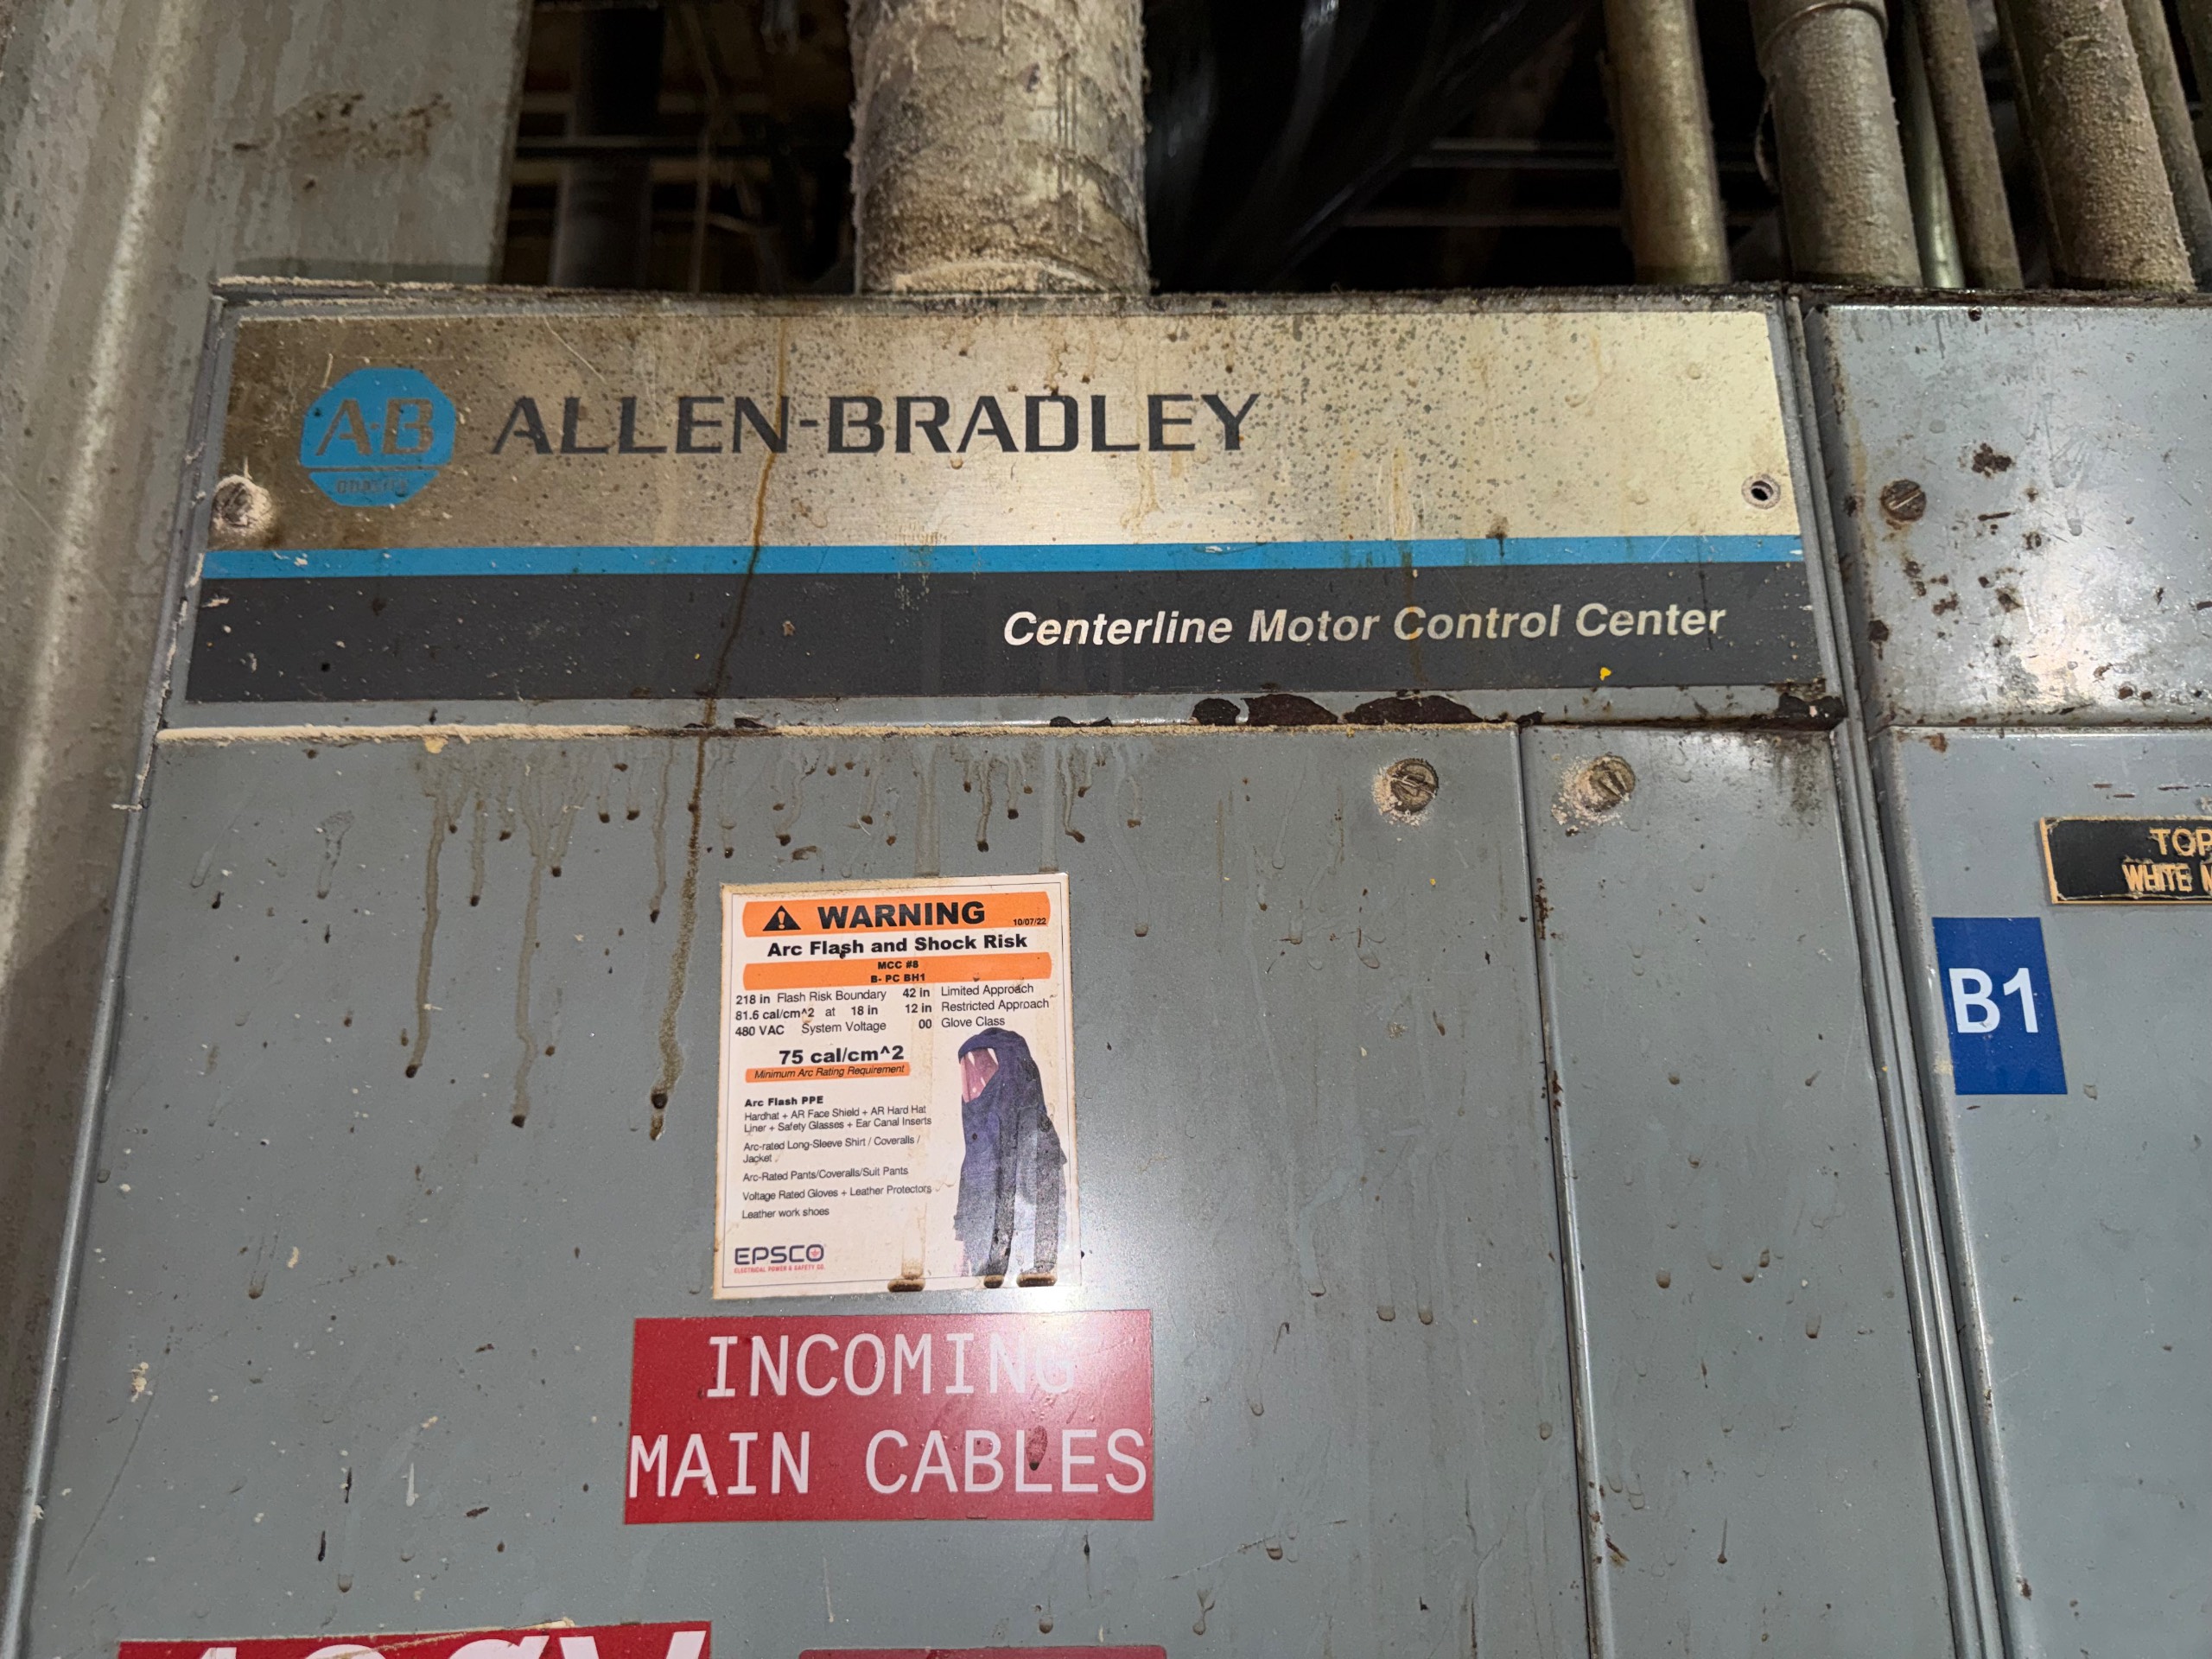 A·B
QUALITY
ALLEN-BRADLEY
Centerline Motor Control Center
WARNING 10/07/22
Arc Flash and Shock Risk
MCC #8
B- PC BH1
218 in Flash Risk Boundary 42 in Limited Approach
81.6 cal/cm^2 at 18 in 12 in Restricted Approach
480 VAC System Voltage 00 Glove Class
75 cal/cm^2
Minimum Arc Rating Requirement
Arc Flash PPE
Hardhat + AR Face Shield + AR Hard Hat
Liner + Safety Glasses + Ear Canal Inserts
Arc-rated Long-Sleeve Shirt / Coveralls /
Jacket
Arc-Rated Pants/Coveralls/Suit Pants
Voltage Rated Gloves + Leather Protectors
Leather work shoes
EPSCO
ELECTRICAL POWER & SAFETY CO.
INCOMING
MAIN CABLES
TOP
WHITE
B1